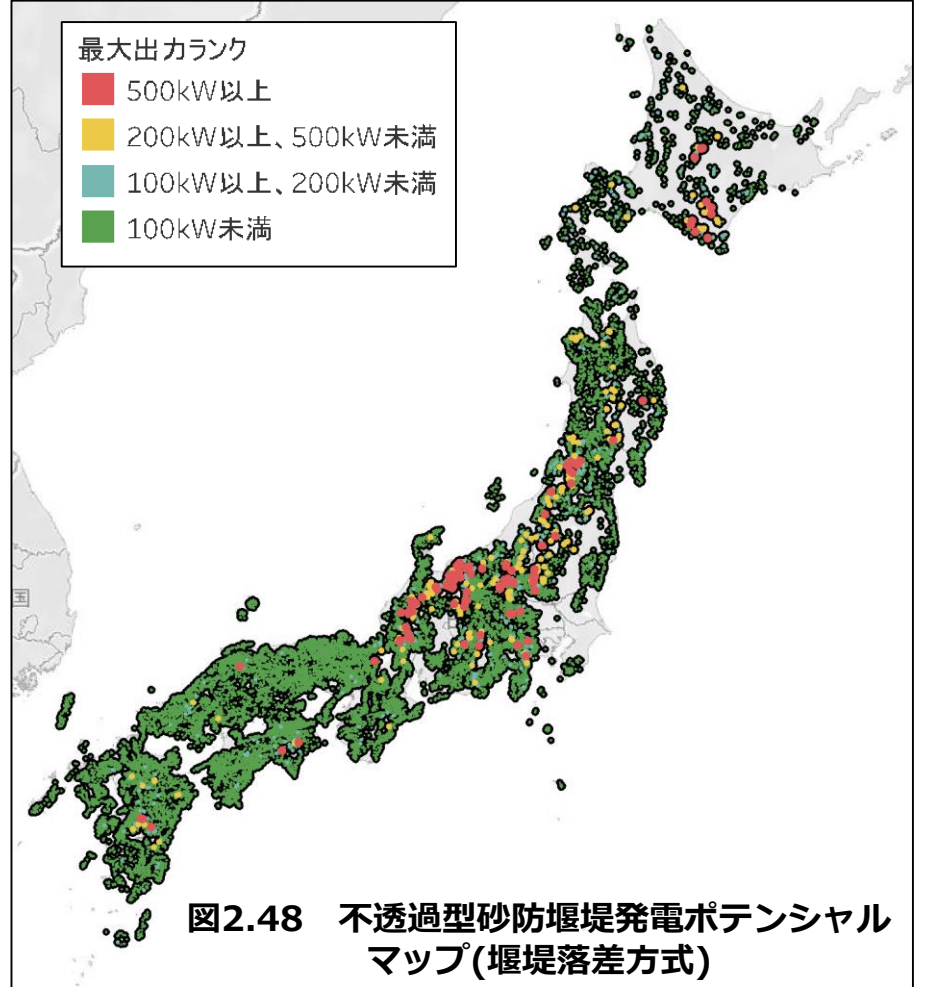 最大出力ランク
500kW以上
200kW以上、500kW未満
100kW以上、200kW未満
100kW未満
国
図2.48 不透過型砂防堰堤発電ポテンシャル
マップ(堰堤落差方式)